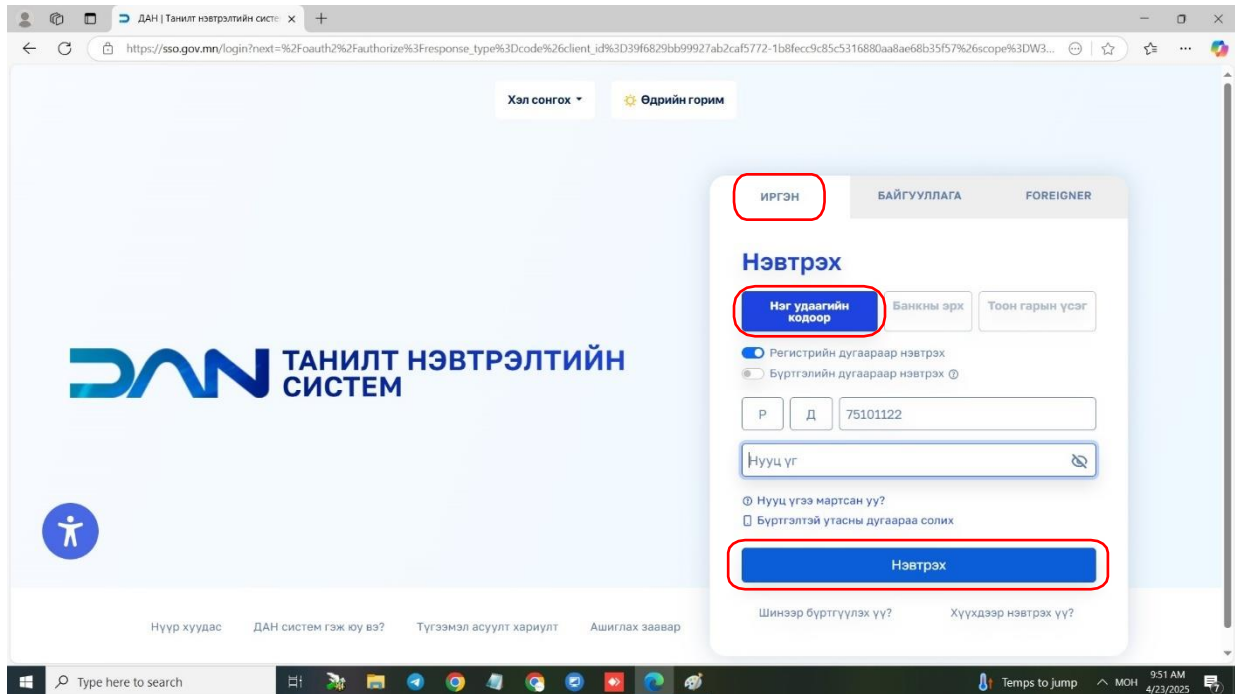 ДАН | Танилт нэвтрэлтийн систе
https://sso.gov.mn/login?next=%2Foauth2%2Fauthorize%3Fresponse_type%3Dcode%26client_id%3D39f6829bb99927ab2caf5772-1b8fecc9c85c5316880aa8ae68b35f57%26scope%3DW3...
Хэл сонгох
Өдрийн горим
ИРГЭН
БАЙГУУЛЛАГА
FOREIGNER
Нэвтрэх
Нэг удаагийн
кодоор
Банкны эрх
Тоон гарын үсэг
Регистрийн дугаараар нэвтрэх
Бүртгэлийн дугаараар нэвтрэх
Р
Д
75101122
Нууц үг
Нууц үгээ мартсан уу?
Бүртгэлтэй утасны дугаараа солих
Нэвтрэх
Шинээр бүртгүүлэх үү?
Хүүхдээр нэвтрэх үү?
DAN
ТАНИЛТ НЭВТРЭЛТИЙН
СИСТЕМ
Нүүр хуудас
ДАН систем гэж юу вэ?
Түгээмэл асуулт хариулт
Ашиглах заавар
Type here to search
Temps to jump
МОН
9:51 AM
4/23/2025
7